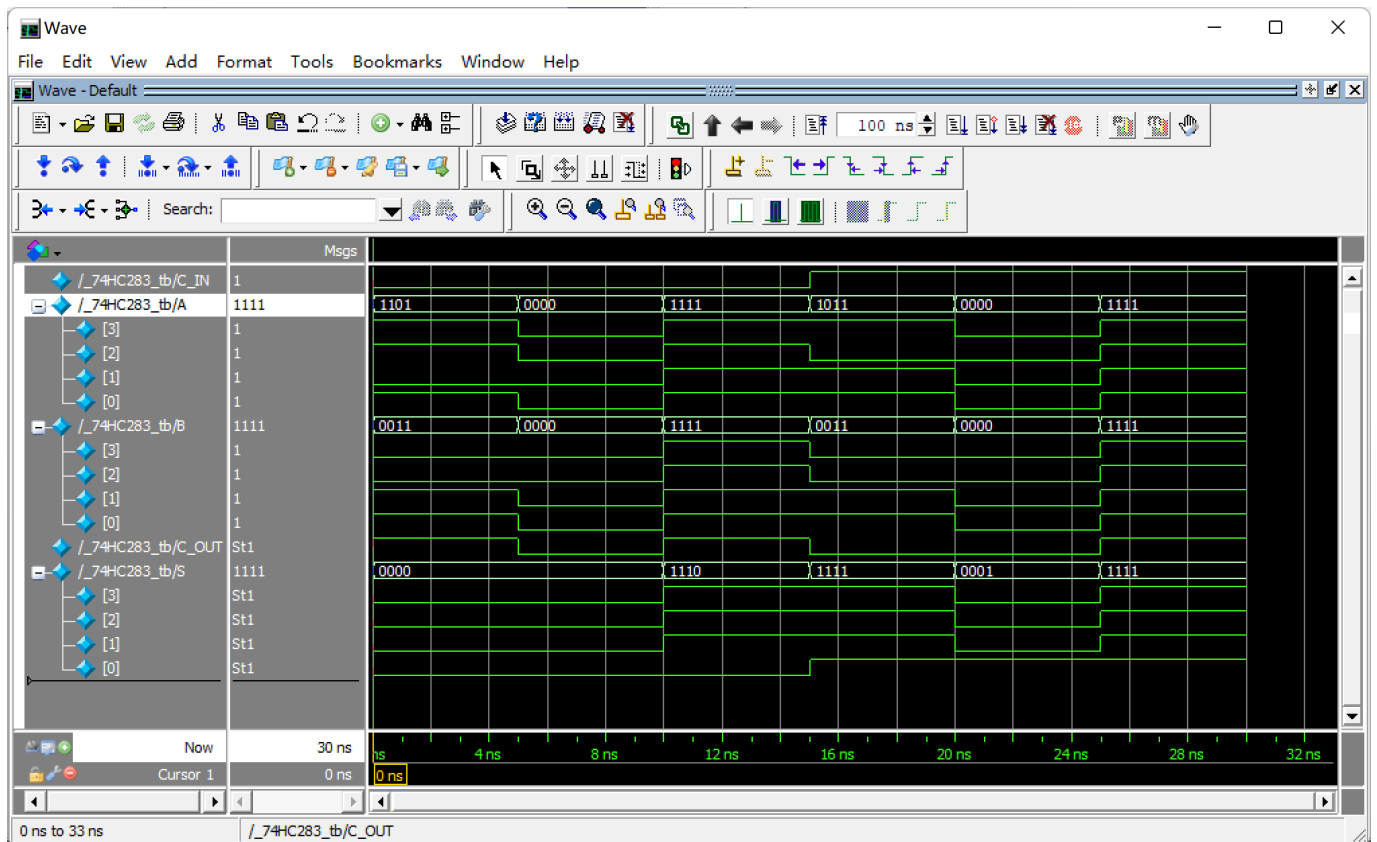 Wave
File Edit View Add Format Tools Bookmarks Window Help
Wave - Default
100 ns
Search:
Msgs
/_74HC283_tb/C_IN 1
/_74HC283_tb/A 1111 1101 0000 1111 1011 0000 1111
[3] 1
[2] 1
[1] 1
[0] 1
/_74HC283_tb/B 1111 0011 0000 1111 0011 0000 1111
[3] 1
[2] 1
[1] 1
[0] 1
/_74HC283_tb/C_OUT St1
/_74HC283_tb/S 1111 0000 1110 1111 0001 1111
[3] St1
[2] St1
[1] St1
[0] St1
Now 30 ns ns 4 ns 8 ns 12 ns 16 ns 20 ns 24 ns 28 ns 32 ns
Cursor 1 0 ns 0 ns
0 ns to 33 ns /_74HC283_tb/C_OUT